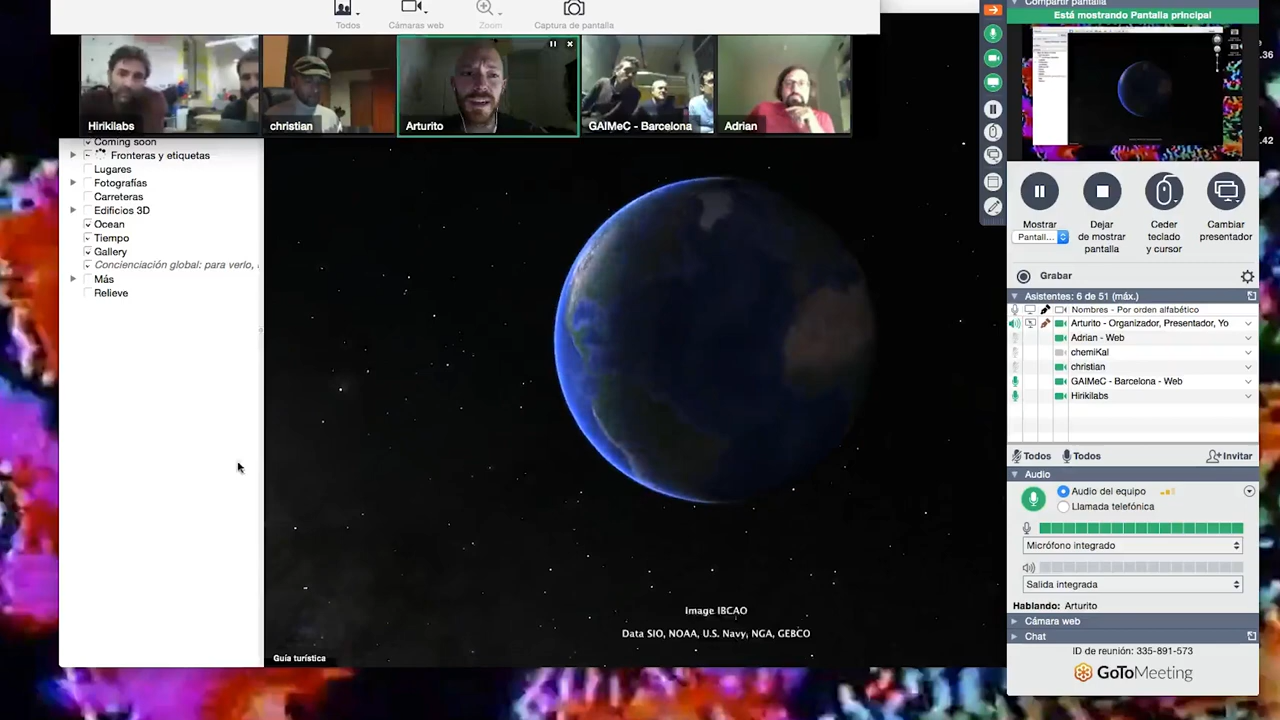 Todos
Cámaras web
Zoom
Captura de pantalla
Hirikilabs
christian
Arturito
GAIMeC - Barcelona
Adrian
Coming soon
Fronteras y etiquetas
Lugares
Fotografías
Carreteras
Edificios 3D
Ocean
Tiempo
Gallery
Concienciación global: para verlo,
Más
Relieve
Image IBCAO
Data SIO, NOAA, U.S. Navy, NGA, GEBCO
Guía turística
Compartir pantalla
Está mostrando Pantalla principal
.36
.42
Mostrar
Pantall...
Dejar
de mostrar
pantalla
Ceder
teclado
y cursor
Cambiar
presentador
Grabar
Asistentes: 6 de 51 (máx.)
Nombres - Por orden alfabético
Arturito - Organizador, Presentador, Yo
Adrian - Web
chemiKal
christian
GAIMeC - Barcelona - Web
Hirikilabs
Todos
Todos
Invitar
Audio
Audio del equipo
Llamada telefónica
Micrófono integrado
Salida integrada
Hablando: Arturito
Cámara web
Chat
ID de reunión: 335-891-573
GoToMeeting